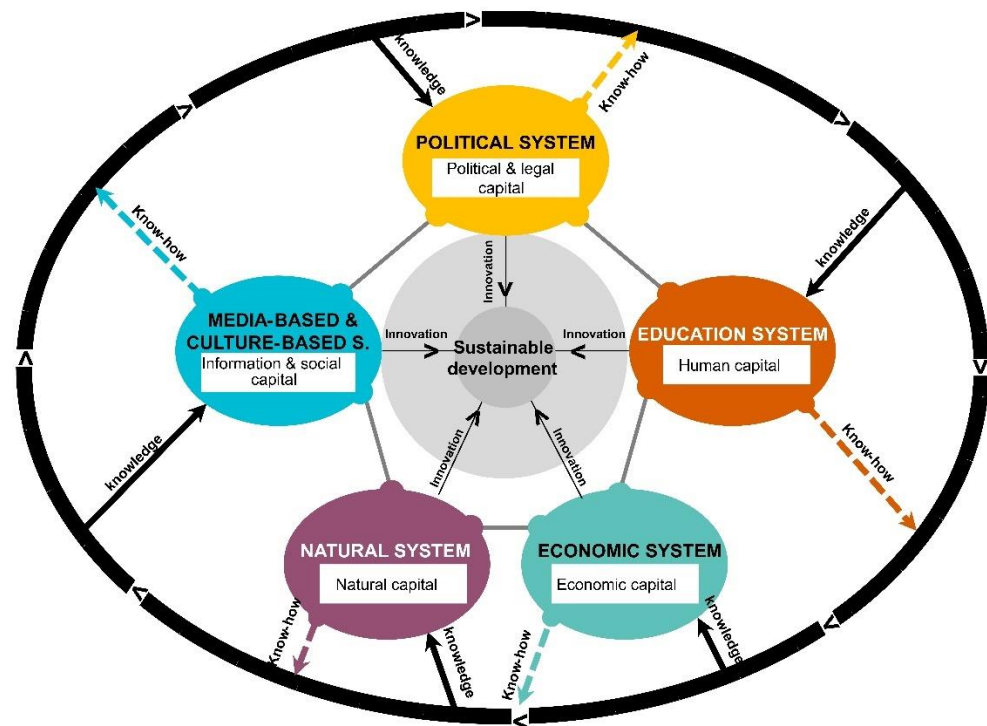 >
knowledge
Know-how
>
>
POLITICAL SYSTEM
Political & legal
capital
Know-how
knowledge
Innovation
MEDIA-BASED &
CULTURE-BASED S.
Information & social
capital
Innovation
>
Sustainable
development
Innovation
<
EDUCATION SYSTEM
Human capital
>
>
knowledge
Innovation
Innovation
Know-how
NATURAL SYSTEM
Natural capital
ECONOMIC SYSTEM
Economic capital
<
>
Know-how
knowledge
Know-how
knowledge
<